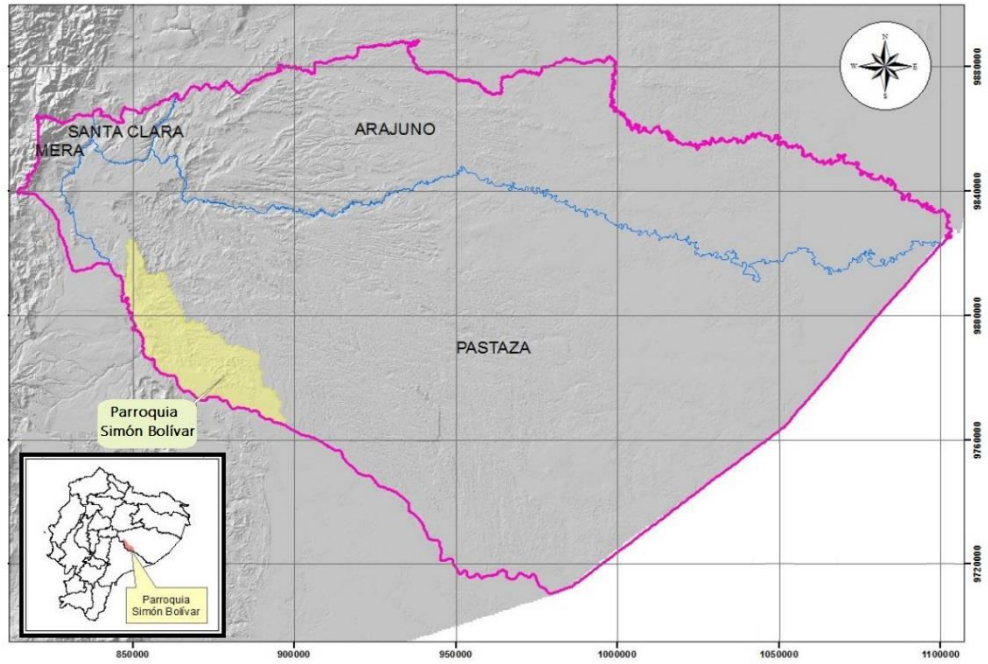 N
W
E
S
SANTA CLARA
MERA
ARAJUNO
PASTAZA
Parroquia
Simón Bolívar
Parroquia
Simón Bolívar
9880000
9840000
9800000
9760000
9720000
850000
900000
950000
1000000
1050000
1100000